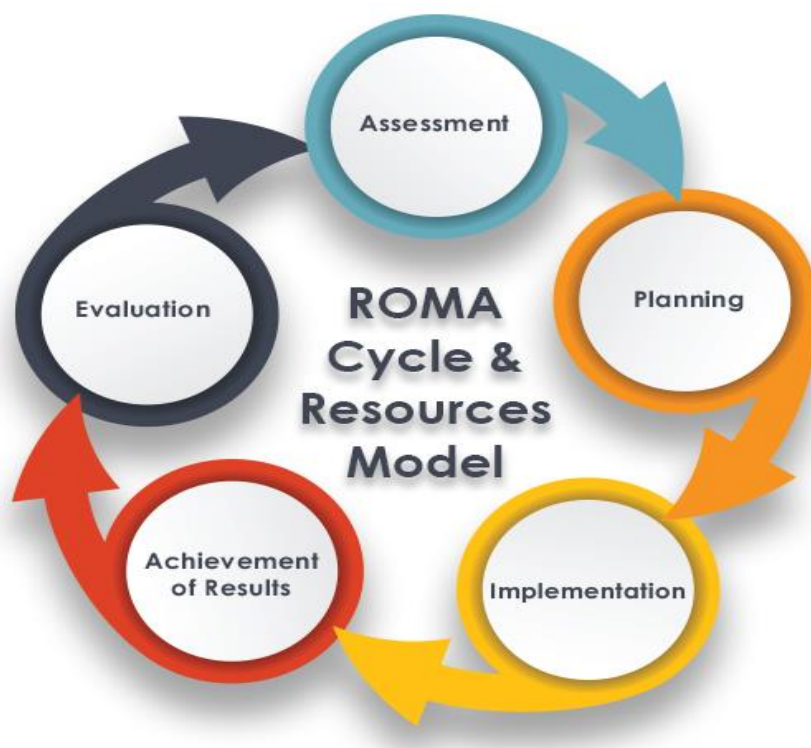 Assessment
Planning
Implementation
Achievement
of Results
Evaluation
ROMA
Cycle &
Resources
Model